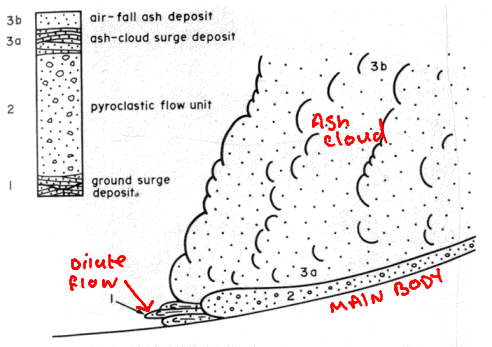 3b
air-fall ash deposit
3a
ash-cloud surge deposit
2
pyroclastic flow unit
1
ground surge
deposit.
3b
Ash
cloud
3a
2
MAIN BODY
Dilute
flow
1